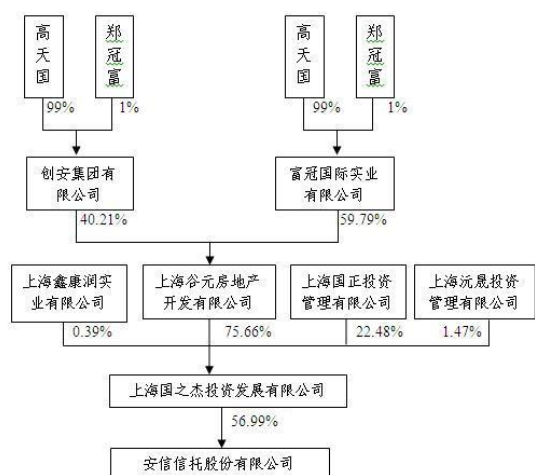 高天国
郑冠富
高天国
郑冠富
99%
1%
99%
1%
创安集团有
限公司
富冠国际实业
有限公司
40.21%
59.79%
上海鑫康润实
业有限公司
上海谷元房地产
开发有限公司
上海国正投资
管理有限公司
上海沅晟投资
管理有限公司
0.39%
75.66%
22.48%
1.47%
上海国之杰投资发展有限公司
56.99%
安信信托股份有限公司